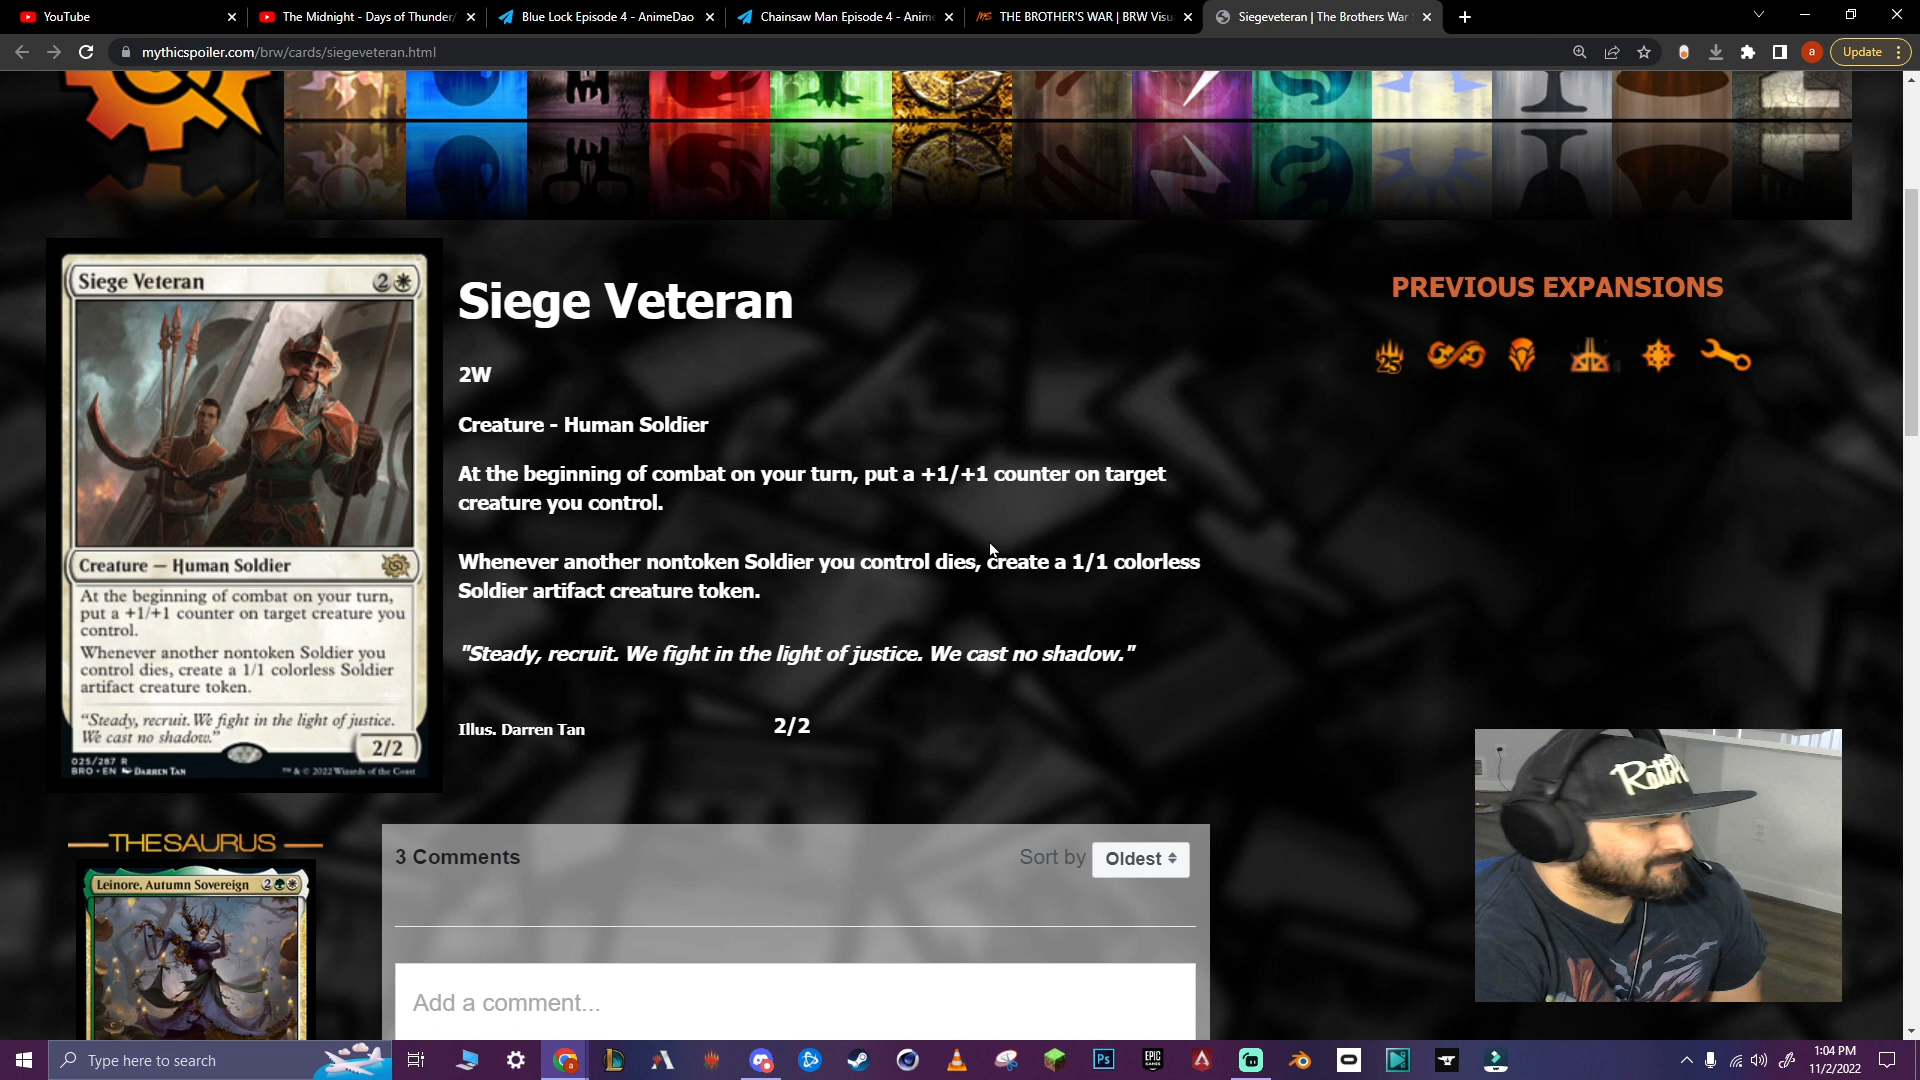 YouTube
The Midnight - Days of Thunder/
Blue Lock Episode 4 - AnimeDao
Chainsaw Man Episode 4 - Anime
THE BROTHER'S WAR | BRW Visu
Siegeveteran | The Brothers War
mythicspoiler.com/brw/cards/siegeveteran.html
a
Update
Siege Veteran 2
Creature — Human Soldier
At the beginning of combat on your turn,
put a +1/+1 counter on target creature you
control.
Whenever another nontoken Soldier you
control dies, create a 1/1 colorless Soldier
artifact creature token.
“Steady, recruit. We fight in the light of justice.
We cast no shadow.”
2/2
025/287 R
BRO • EN DARREN TAN
™ & © 2022 Wizards of the Coast
Siege Veteran
2W
Creature - Human Soldier
At the beginning of combat on your turn, put a +1/+1 counter on target
creature you control.
Whenever another nontoken Soldier you control dies, create a 1/1 colorless
Soldier artifact creature token.
"Steady, recruit. We fight in the light of justice. We cast no shadow."
Illus. Darren Tan
2/2
PREVIOUS EXPANSIONS
25
THESAURUS
Leinore, Autumn Sovereign 2
3 Comments
Sort by Oldest
Add a comment...
Type here to search
a
Ps
EPIC
GAMES
1:04 PM
11/2/2022